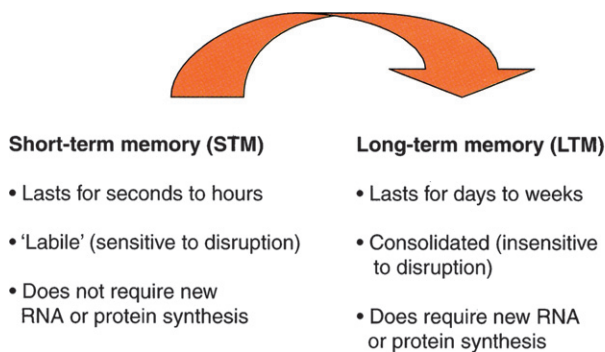 Short-term memory (STM)
• Lasts for seconds to hours
• 'Labile' (sensitive to disruption)
• Does not require new
RNA or protein synthesis
Long-term memory (LTM)
• Lasts for days to weeks
• Consolidated (insensitive
to disruption)
• Does require new RNA
or protein synthesis